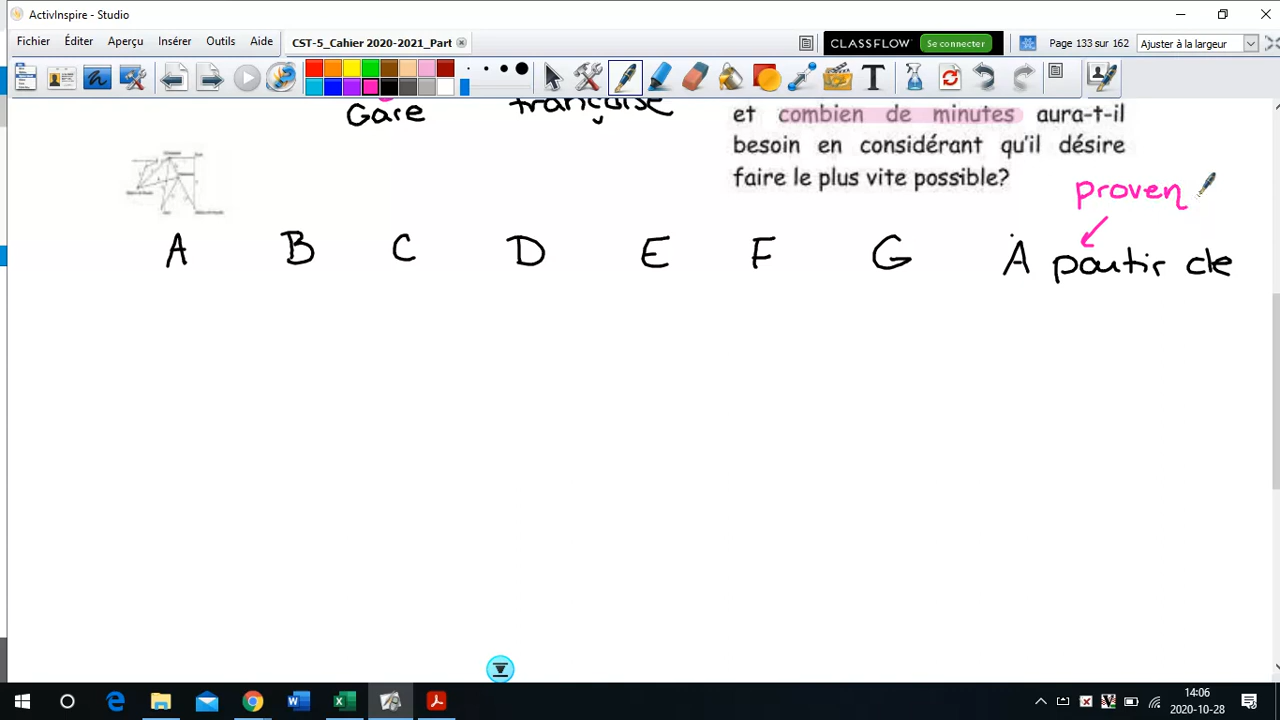 ActivInspire - Studio
Fichier Éditer Aperçu Insérer Outils Aide
CST-5_Cahier 2020-2021_Part
CLASSFLOW Se connecter
Page 133 sur 162
Ajuster à la largeur
Gare
française
et combien de minutes aura-t-il
besoin en considérant qu'il désire
faire le plus vite possible?
proven
A B C D E F G À partir de
14:06
2020-10-28